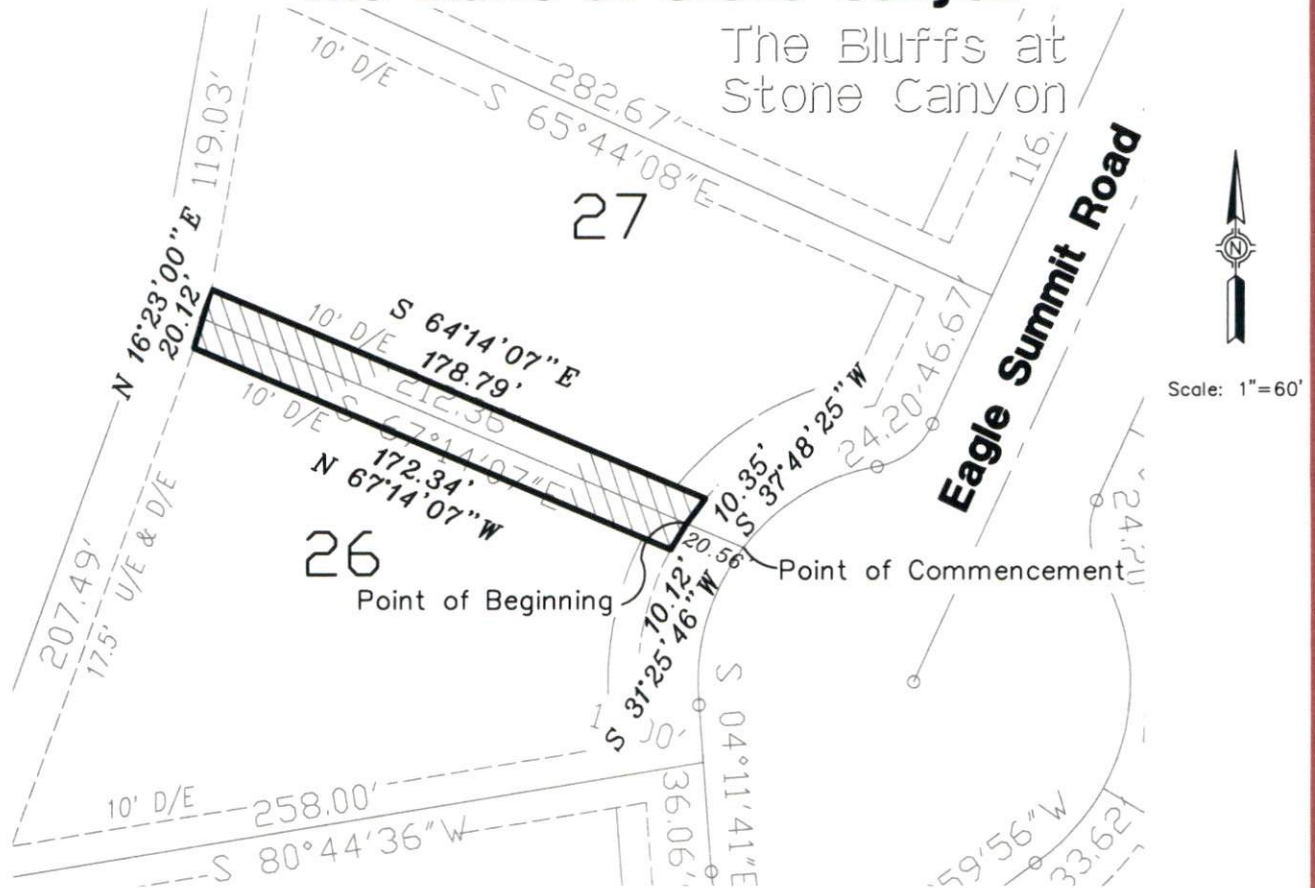 The Bluffs at
Stone Canyon
10' D/E
282.67'
S 65°44'08"E
119.03'
116.
27
Eagle Summit Road
N
Scale: 1"=60'
N 16°23'00"E
20.12'
10' D/E
S 64°14'07"E
178.79'
212.36
S 67°14'07"E
10' D/E
172.34'
N 67°14'07"W
46.67'
24.20'
10.35'
S 37°48'25"W
20.56'
Point of Commencement
24.20
26
Point of Beginning
10.12'
S 31°25'46"W
207.49'
17.5' U/E & D/E
S 04°11'41"E
36.06'
10' D/E
258.00'
S 80°44'36"W
59'56"W
33.62'